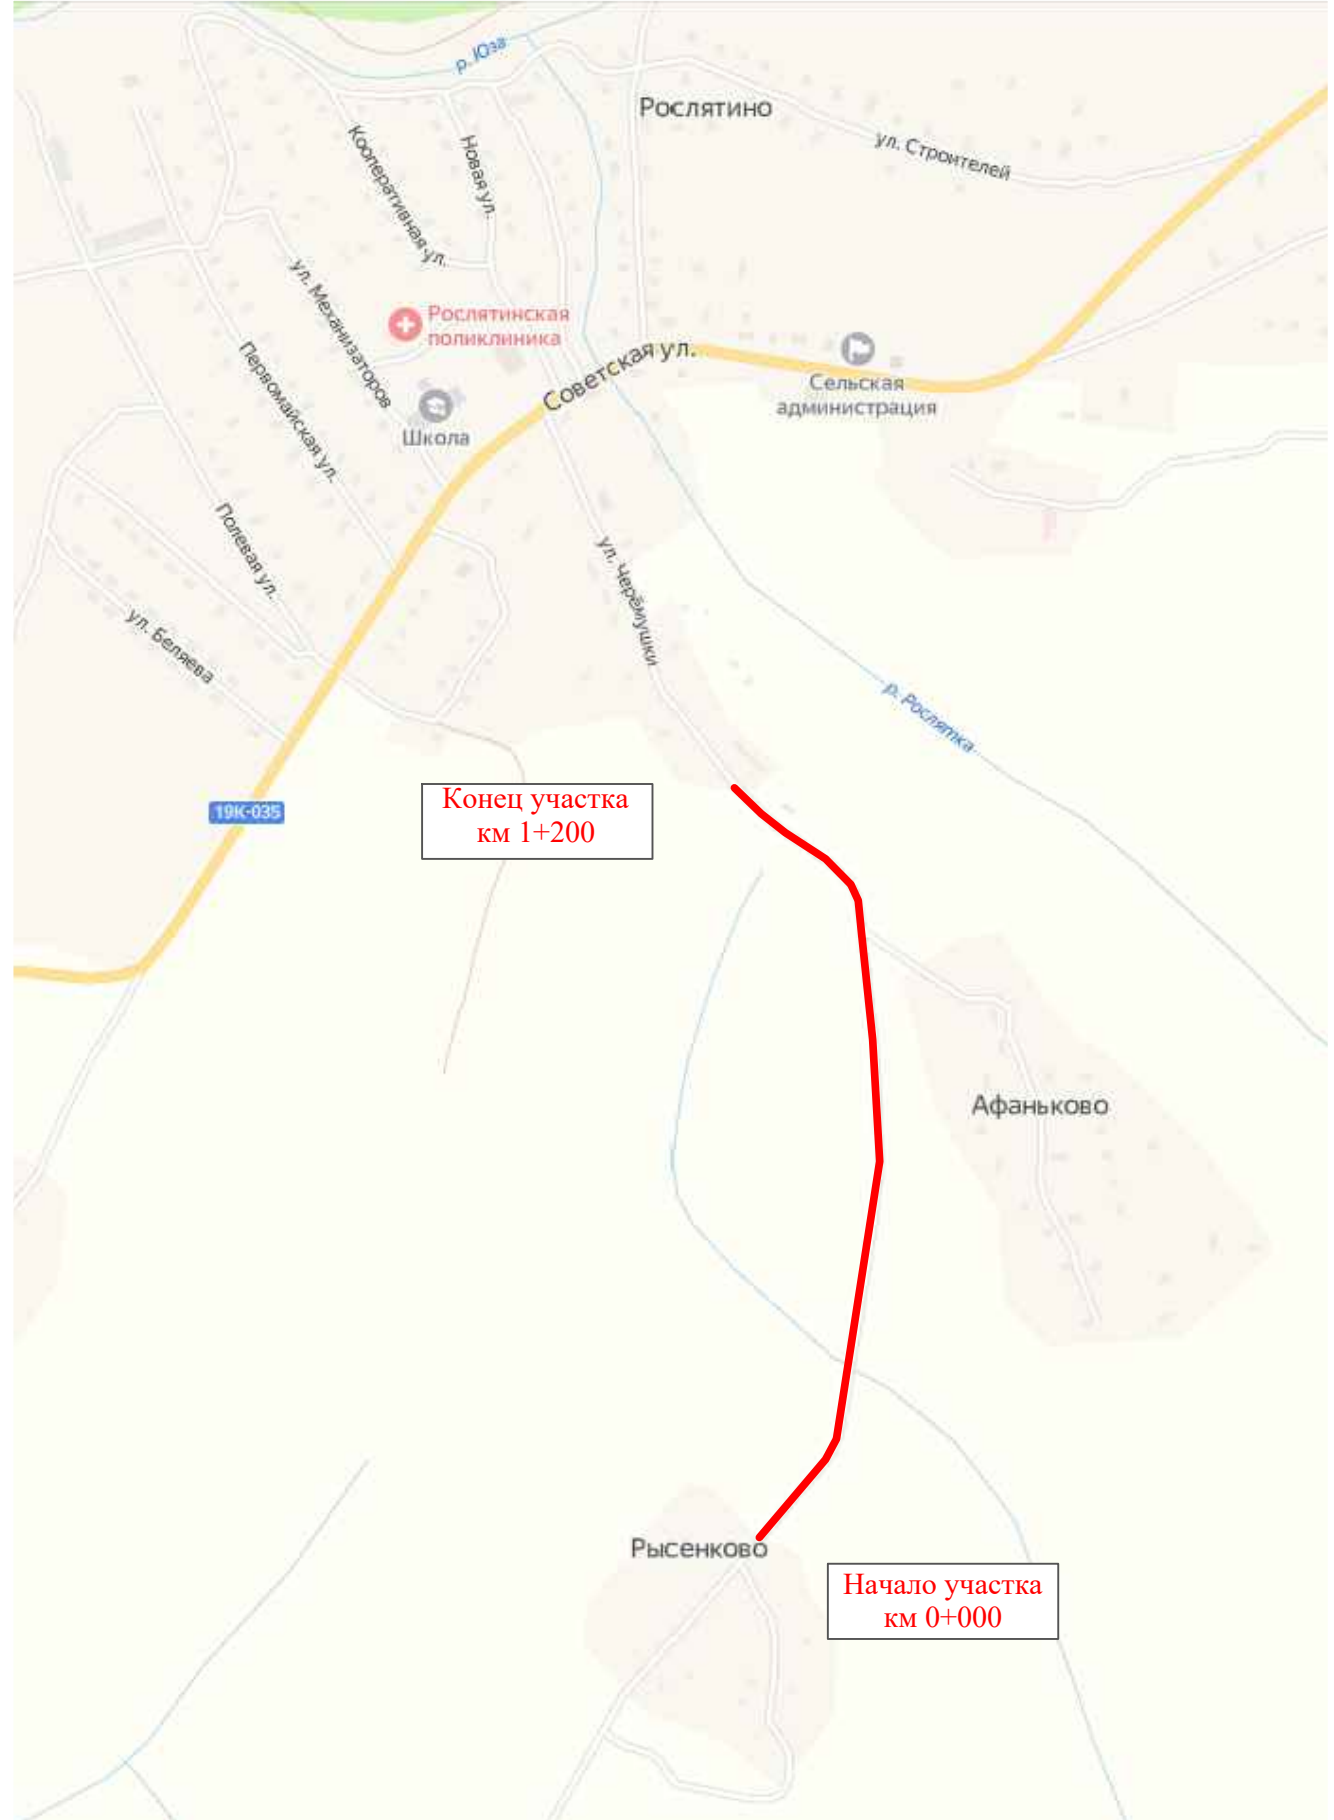 р. Юза
Рослятино
ул. Строителей
Кооперативная ул.
Новая ул.
ул. Механизаторов
Рослятинская
поликлиника
Первомайская ул.
Советская ул.
Сельская
администрация
Школа
Полевая ул.
ул. Черёмушки
ул. Беляева
р. Рослятка
19К-035
Конец участка
км 1+200
Афаньково
Рысенково
Начало участка
км 0+000